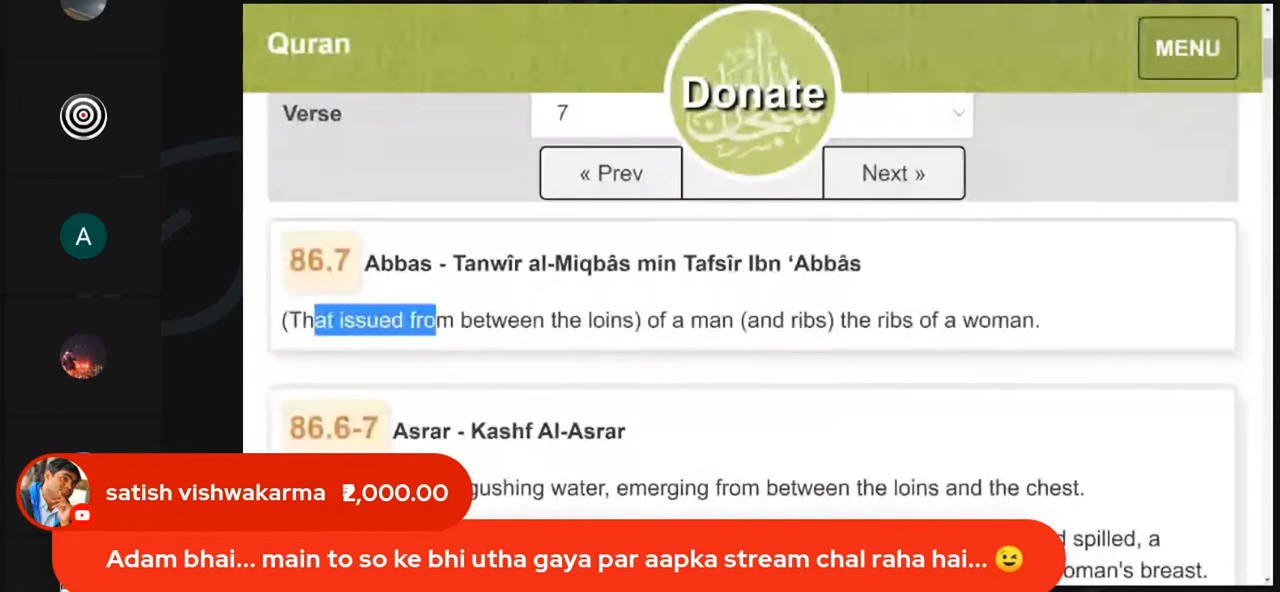 Quran
Donate
MENU
Verse
7
« Prev
Next »
86.7 Abbas - Tanwîr al-Miqbâs min Tafsîr Ibn ‘Abbâs
(That issued from between the loins) of a man (and ribs) the ribs of a woman.
86.6-7 Asrar - Kashf Al-Asrar
gushing water, emerging from between the loins and the chest.
spilled, a
oman's breast.
A
satish vishwakarma ₹2,000.00
Adam bhai... main to so ke bhi utha gaya par aapka stream chal raha hai... 😉